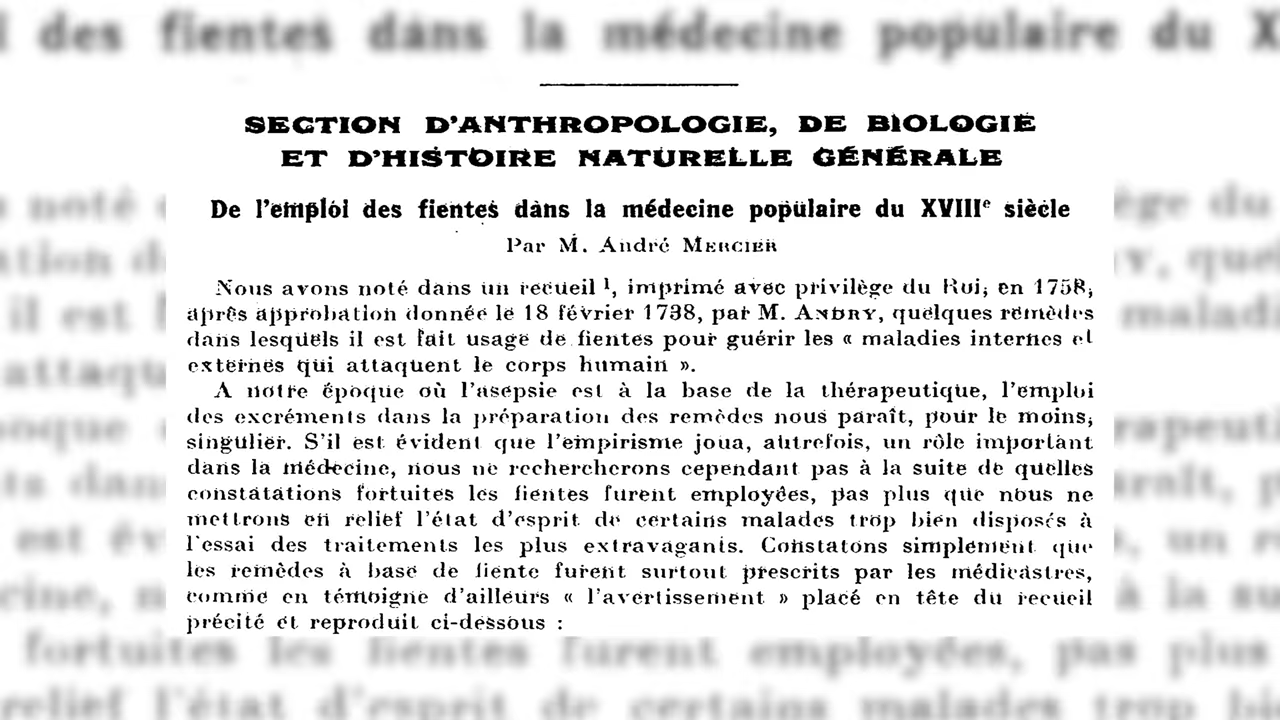 SECTION D'ANTHROPOLOGIE, DE BIOLOGIE
ET D'HISTOIRE NATURELLE GÉNÉRALE
De l'emploi des fientes dans la médecine populaire du XVIIIe siècle
Par M. André MERCIER
Nous avons noté dans un recueil 1, imprimé avec privilège du Roi, en 1758,
après approbation donnée le 18 février 1738, par M. ANDRY, quelques remèdes
dans lesquels il est fait usage de fientes pour guérir les « maladies internes et
externes qui attaquent le corps humain ».
A notre époque où l'asepsie est à la base de la thérapeutique, l'emploi
des excréments dans la préparation des remèdes nous paraît, pour le moins,
singulier. S'il est évident que l'empirisme joua, autrefois, un rôle important
dans la médecine, nous ne rechercherons cependant pas à la suite de quelles
constatations fortuites les fientes furent employées, pas plus que nous ne
mettrons en relief l'état d'esprit de certains malades trop bien disposés à
l'essai des traitements les plus extravagants. Constatons simplement que
les remèdes à base de fiente furent surtout prescrits par les médicastres,
comme en témoigne d'ailleurs « l'avertissement » placé en tête du recueil
précité et reproduit ci-dessous :